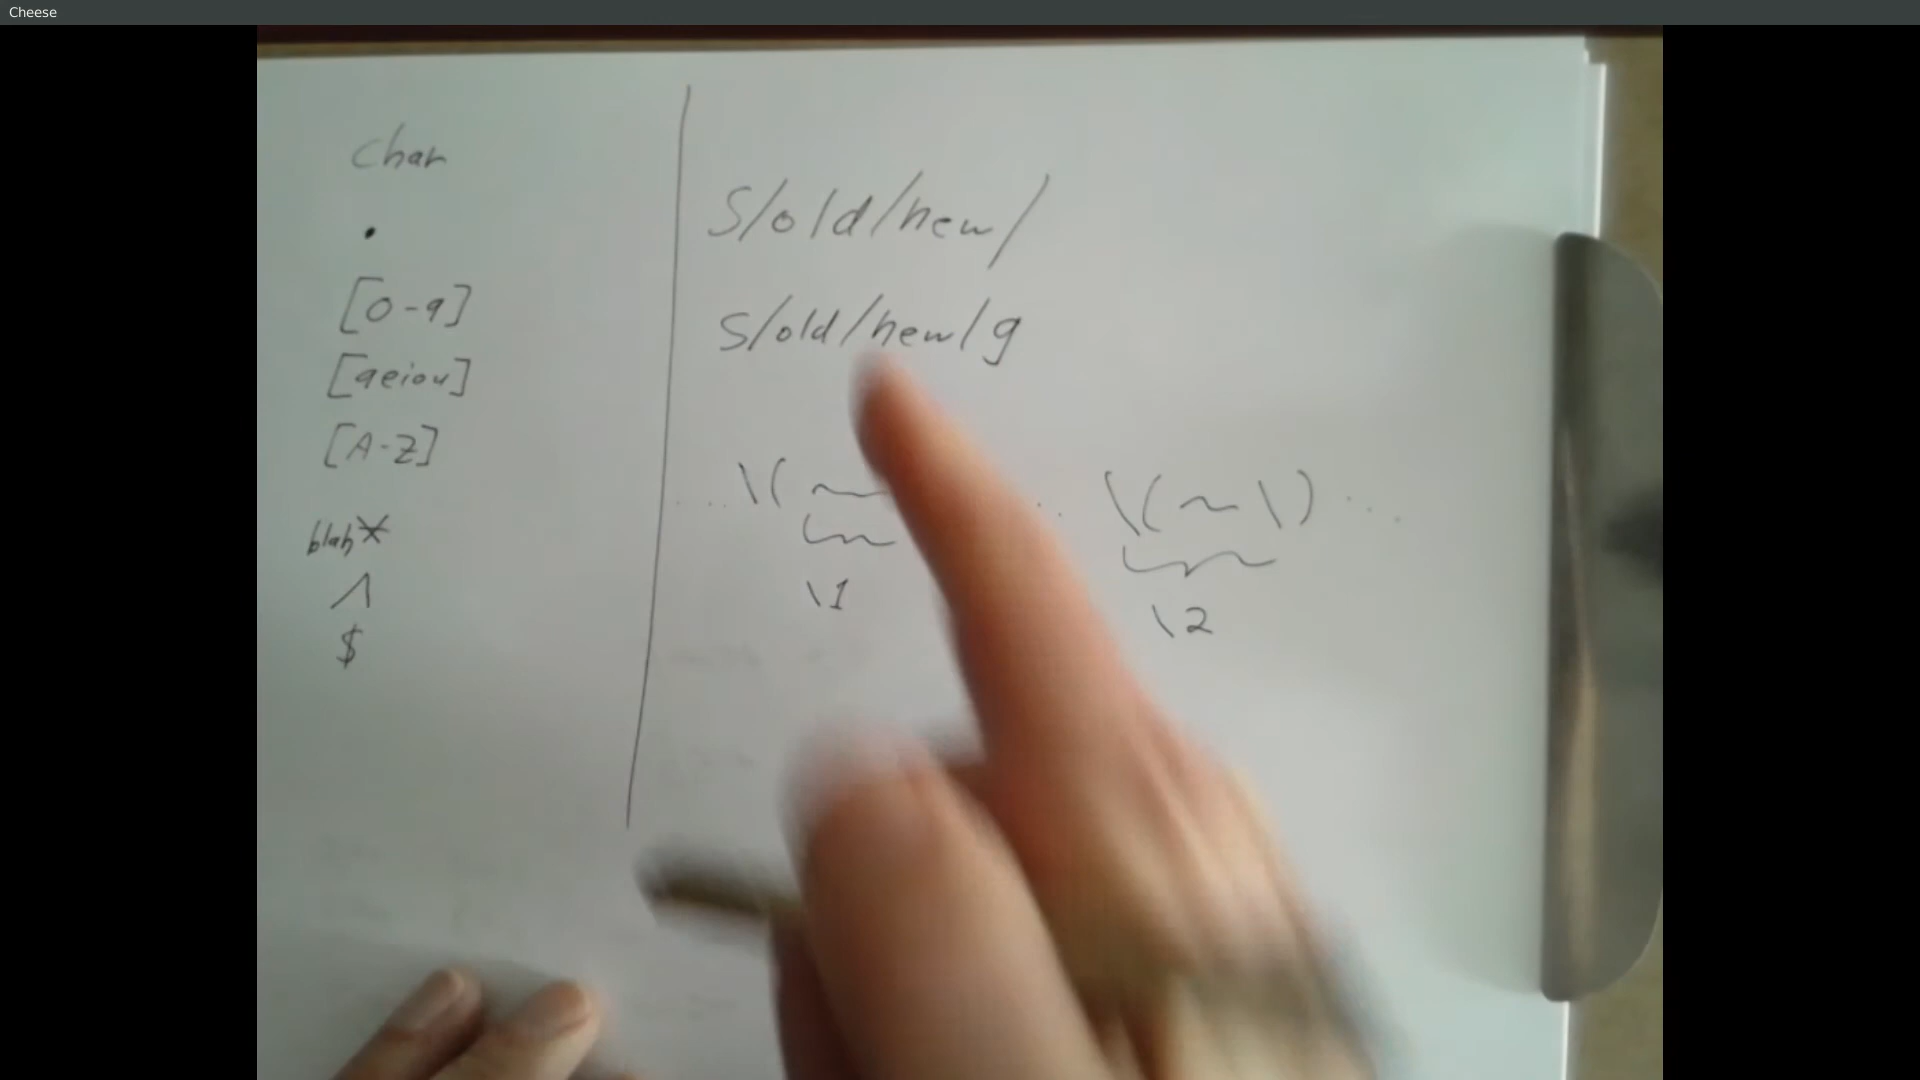 Cheese
char
.
[0-9]
[aeiou]
[A-Z]
blah*
^
$
s/old/new/
s/old/new/g
...\( ~ .. \(~\) ...
\1 \2